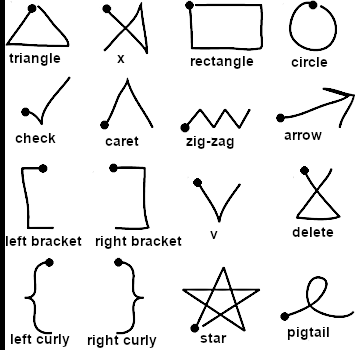 triangle x rectangle circle
check caret zig-zag arrow
left bracket right bracket v delete
left curly right curly star pigtail